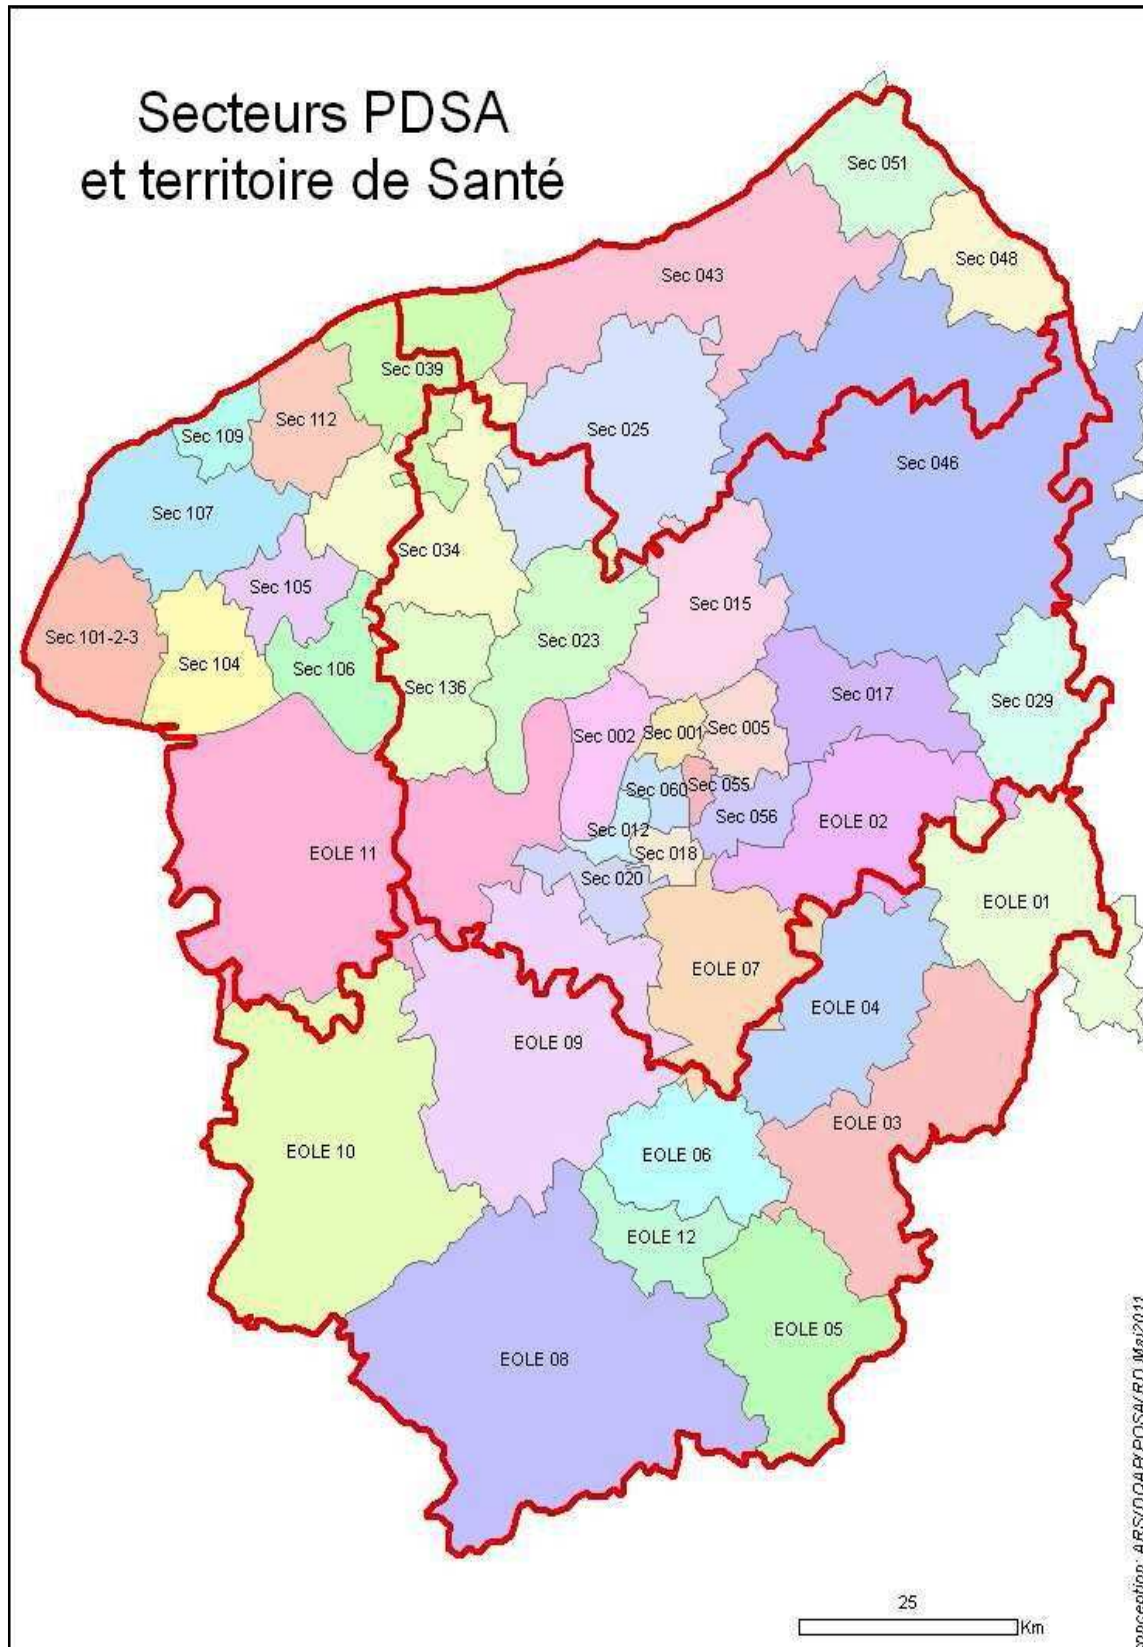 Secteurs PDSA
et territoire de Santé
Sec 051
Sec 048
Sec 043
Sec 039
Sec 112
Sec 109
Sec 025
Sec 046
Sec 107
Sec 034
Sec 105
Sec 015
Sec 101-2-3
Sec 104
Sec 106
Sec 023
Sec 136
Sec 017
Sec 029
Sec 002
Sec 001
Sec 005
Sec 060
Sec 055
Sec 056
Sec 012
EOLE 02
Sec 018
EOLE 11
Sec 020
EOLE 01
EOLE 07
EOLE 04
EOLE 09
EOLE 03
EOLE 10
EOLE 06
EOLE 12
EOLE 05
EOLE 08
25
Km